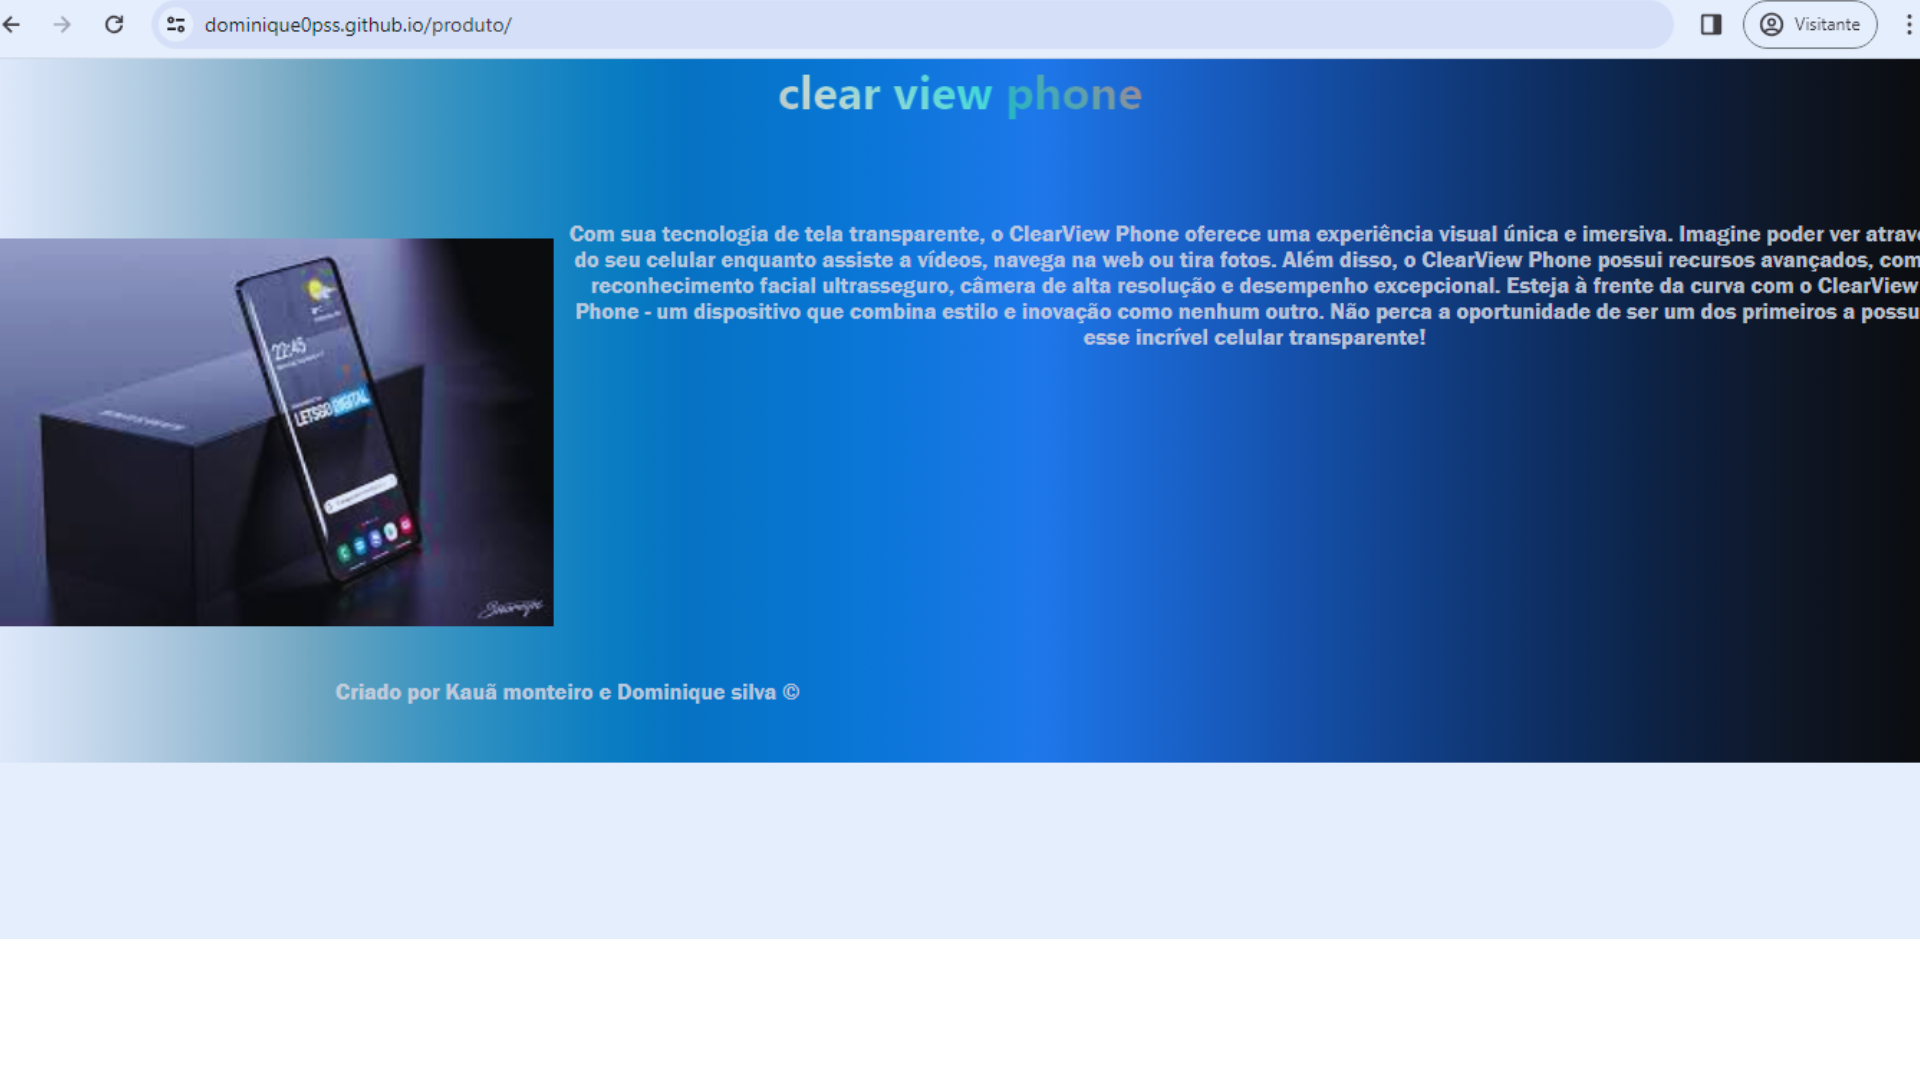 dominique0pss.github.io/produto/
Visitante
clear view phone
Com sua tecnologia de tela transparente, o ClearView Phone oferece uma experiência visual única e imersiva. Imagine poder ver atrav
do seu celular enquanto assiste a vídeos, navega na web ou tira fotos. Além disso, o ClearView Phone possui recursos avançados, com
reconhecimento facial ultrasseguro, câmera de alta resolução e desempenho excepcional. Esteja à frente da curva com o ClearView
Phone - um dispositivo que combina estilo e inovação como nenhum outro. Não perca a oportunidade de ser um dos primeiros a possu
esse incrível celular transparente!
22:45
LETSGO DIGITAL
SAMSUNG
Criado por Kauã monteiro e Dominique silva ©